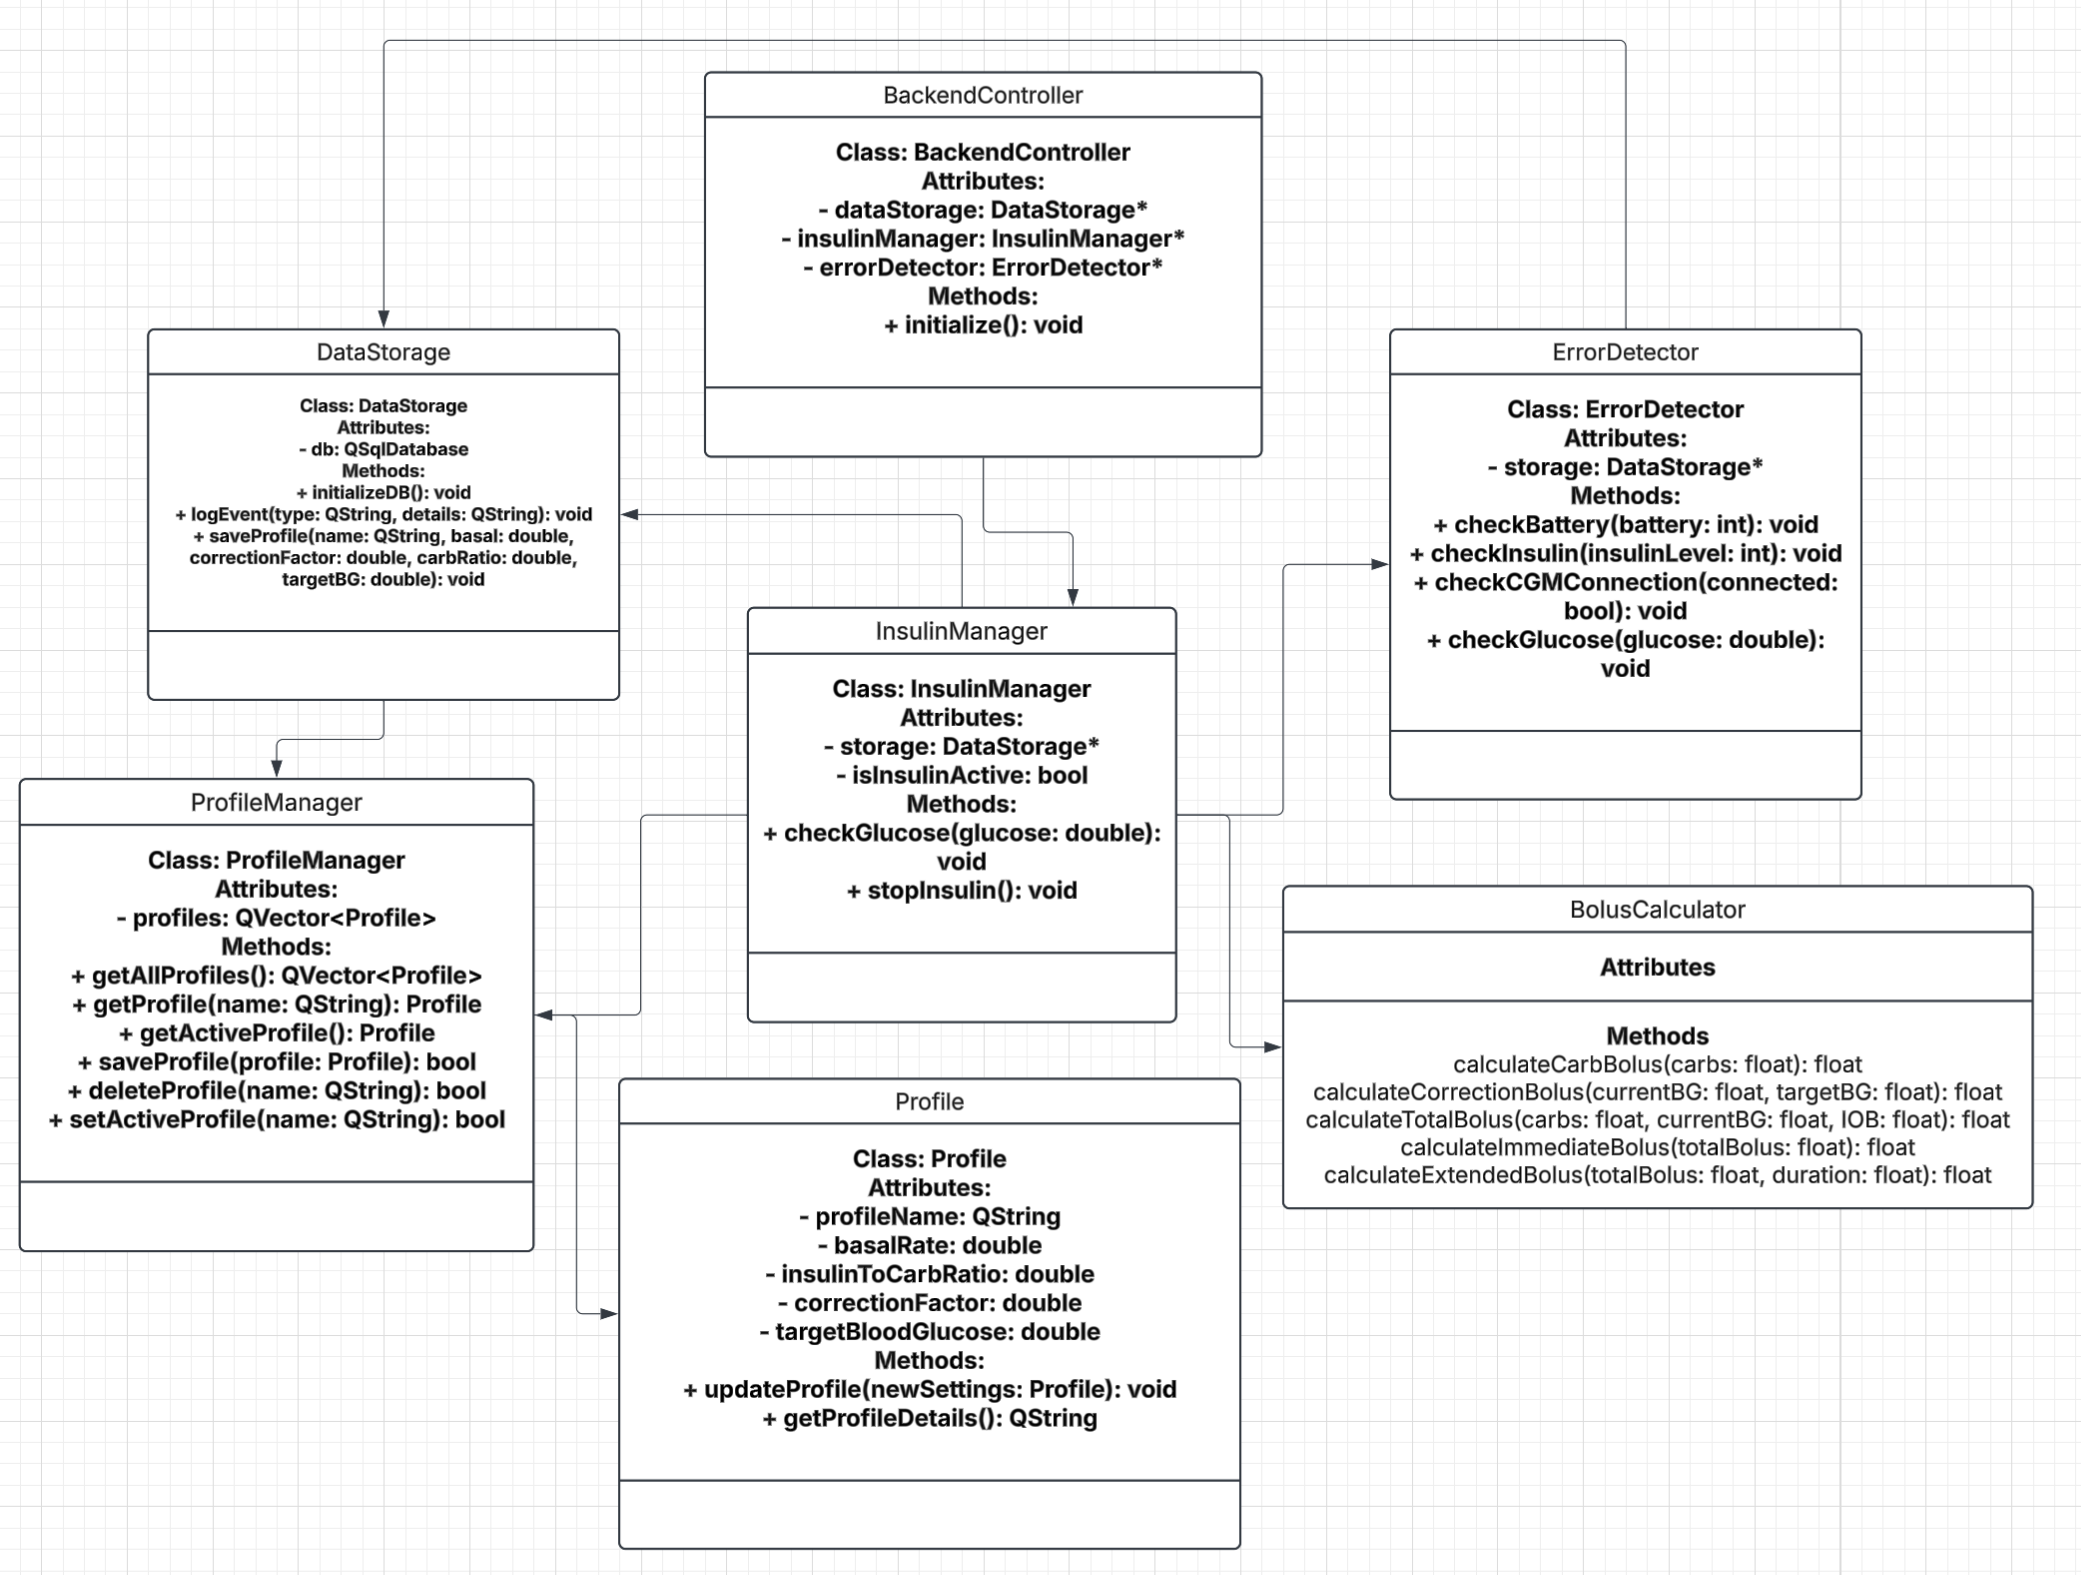 BackendController
Class: BackendController
Attributes:
- dataStorage: DataStorage*
- insulinManager: InsulinManager*
- errorDetector: ErrorDetector*
Methods:
+ initialize(): void
DataStorage
Class: DataStorage
Attributes:
- db: QSqlDatabase
Methods:
+ initializeDB(): void
+ logEvent(type: QString, details: QString): void
+ saveProfile(name: QString, basal: double,
correctionFactor: double, carbRatio: double,
targetBG: double): void
ErrorDetector
Class: ErrorDetector
Attributes:
- storage: DataStorage*
Methods:
+ checkBattery(battery: int): void
+ checkInsulin(insulinLevel: int): void
+ checkCGMConnection(connected:
bool): void
+ checkGlucose(glucose: double):
void
InsulinManager
Class: InsulinManager
Attributes:
- storage: DataStorage*
- isInsulinActive: bool
Methods:
+ checkGlucose(glucose: double):
void
+ stopInsulin(): void
ProfileManager
Class: ProfileManager
Attributes:
- profiles: QVector<Profile>
Methods:
+ getAllProfiles(): QVector<Profile>
+ getProfile(name: QString): Profile
+ getActiveProfile(): Profile
+ saveProfile(profile: Profile): bool
+ deleteProfile(name: QString): bool
+ setActiveProfile(name: QString): bool
BolusCalculator
Attributes
Methods
calculateCarbBolus(carbs: float): float
calculateCorrectionBolus(currentBG: float, targetBG: float): float
calculateTotalBolus(carbs: float, currentBG: float, IOB: float): float
calculateImmediateBolus(totalBolus: float): float
calculateExtendedBolus(totalBolus: float, duration: float): float
Profile
Class: Profile
Attributes:
- profileName: QString
- basalRate: double
- insulinToCarbRatio: double
- correctionFactor: double
- targetBloodGlucose: double
Methods:
+ updateProfile(newSettings: Profile): void
+ getProfileDetails(): QString